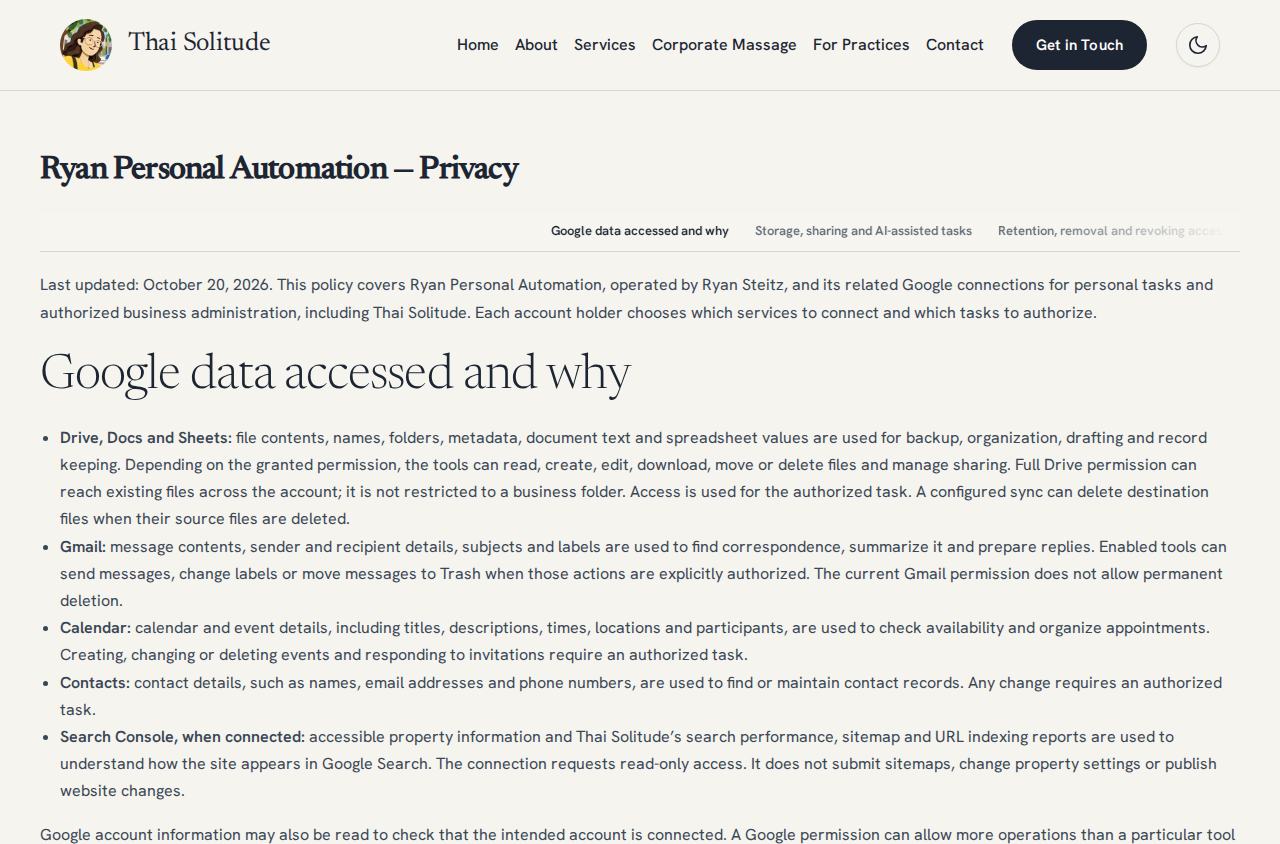 Thai Solitude
Home About Services Corporate Massage For Practices Contact Get in Touch
Ryan Personal Automation — Privacy
Google data accessed and why Storage, sharing and AI-assisted tasks Retention, removal and revoking access
Last updated: October 20, 2026. This policy covers Ryan Personal Automation, operated by Ryan Steitz, and its related Google connections for personal tasks and
authorized business administration, including Thai Solitude. Each account holder chooses which services to connect and which tasks to authorize.
Google data accessed and why
• Drive, Docs and Sheets: file contents, names, folders, metadata, document text and spreadsheet values are used for backup, organization, drafting and record
keeping. Depending on the granted permission, the tools can read, create, edit, download, move or delete files and manage sharing. Full Drive permission can
reach existing files across the account; it is not restricted to a business folder. Access is used for the authorized task. A configured sync can delete destination
files when their source files are deleted.
• Gmail: message contents, sender and recipient details, subjects and labels are used to find correspondence, summarize it and prepare replies. Enabled tools can
send messages, change labels or move messages to Trash when those actions are explicitly authorized. The current Gmail permission does not allow permanent
deletion.
• Calendar: calendar and event details, including titles, descriptions, times, locations and participants, are used to check availability and organize appointments.
Creating, changing or deleting events and responding to invitations require an authorized task.
• Contacts: contact details, such as names, email addresses and phone numbers, are used to find or maintain contact records. Any change requires an authorized
task.
• Search Console, when connected: accessible property information and Thai Solitude’s search performance, sitemap and URL indexing reports are used to
understand how the site appears in Google Search. The connection requests read-only access. It does not submit sitemaps, change property settings or publish
website changes.
Google account information may also be read to check that the intended account is connected. A Google permission can allow more operations than a particular tool